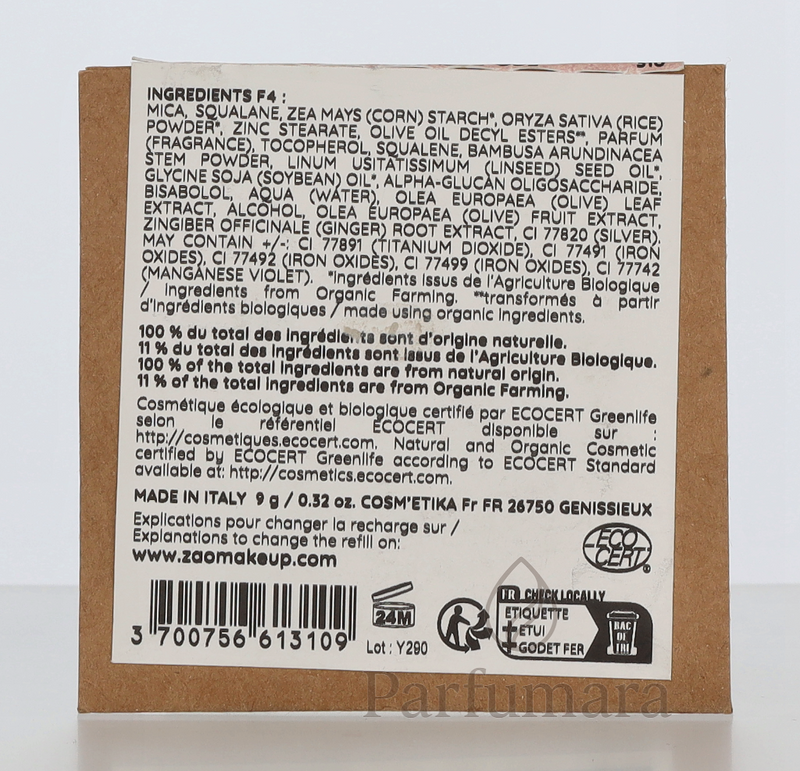 310
INGREDIENTS F4 :
MICA, SQUALANE, ZEA MAYS (CORN) STARCH*, ORYZA SATIVA (RICE)
POWDER*, ZINC STEARATE, OLIVE OIL DECYL ESTERS**, PARFUM
(FRAGRANCE), TOCOPHEROL, SQUALENE, BAMBUSA ARUNDINACEA
STEM POWDER, LINUM USITATISSIMUM (LINSEED) SEED OIL*,
GLYCINE SOJA (SOYBEAN) OIL*, ALPHA-GLUCAN OLIGOSACCHARIDE,
BISABOLOL, AQUA (WATER), OLEA EUROPAEA (OLIVE) LEAF
EXTRACT, ALCOHOL, OLEA EUROPAEA (OLIVE) FRUIT EXTRACT,
ZINGIBER OFFICINALE (GINGER) ROOT EXTRACT, CI 77820 (SILVER).
MAY CONTAIN +/-: CI 77891 (TITANIUM DIOXIDE), CI 77491 (IRON
OXIDES), CI 77492 (IRON OXIDES), CI 77499 (IRON OXIDES), CI 77742
(MANGANESE VIOLET). *Ingrédients issus de l'Agriculture Biologique
/ Ingredients from Organic Farming. **transformés à partir
d'ingrédients biologiques / made using organic ingredients.
100 % du total des ingrédients sont d'origine naturelle.
11 % du total des ingrédients sont issus de l'Agriculture Biologique.
100 % of the total ingredients are from natural origin.
11 % of the total ingredients are from Organic Farming.
Cosmétique écologique et biologique certifié par ECOCERT Greenlife
selon le référentiel ECOCERT disponible sur :
http://cosmetiques.ecocert.com. Natural and Organic Cosmetic
certified by ECOCERT Greenlife according to ECOCERT Standard
available at: http://cosmetics.ecocert.com.
MADE IN ITALY 9 g / 0.32 oz. COSM'ETIKA Fr FR 26750 GENISSIEUX
Explications pour changer la recharge sur /
Explanations to change the refill on:
www.zaomakeup.com
ECO
CERT
®
3 700756 613109
24M
Lot : Y290
FR CHECK LOCALLY
ETIQUETTE
+ETUI
+GODET FER
BAC
DE
TRI
Parfumara